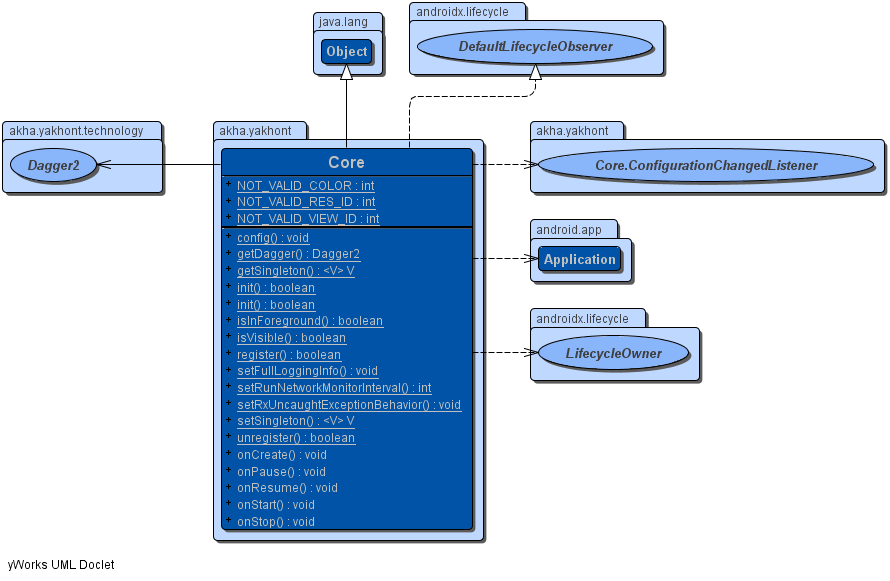 java.lang
Object
androidx.lifecycle
DefaultLifecycleObserver
akha.yakhont.technology
Dagger2
akha.yakhont
Core
+ NOT_VALID_COLOR : int
+ NOT_VALID_RES_ID : int
+ NOT_VALID_VIEW_ID : int
+ config() : void
+ getDagger() : Dagger2
+ getSingleton() : <V> V
+ init() : boolean
+ init() : boolean
+ isInForeground() : boolean
+ isVisible() : boolean
+ register() : boolean
+ setFullLoggingInfo() : void
+ setRunNetworkMonitorInterval() : int
+ setRxUncaughtExceptionBehavior() : void
+ setSingleton() : <V> V
+ unregister() : boolean
+ onCreate() : void
+ onPause() : void
+ onResume() : void
+ onStart() : void
+ onStop() : void
akha.yakhont
Core.ConfigurationChangedListener
android.app
Application
androidx.lifecycle
LifecycleOwner
yWorks UML Doclet